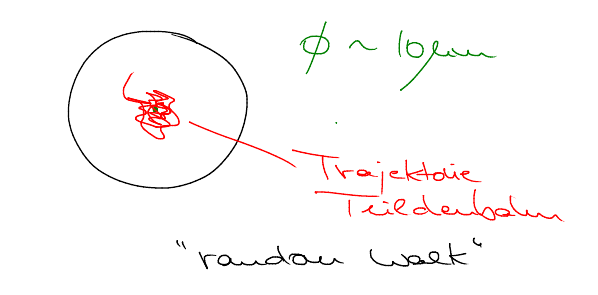 ϕ ~ 10µm
Trajektorie
Teilchenbahn
"random walk"